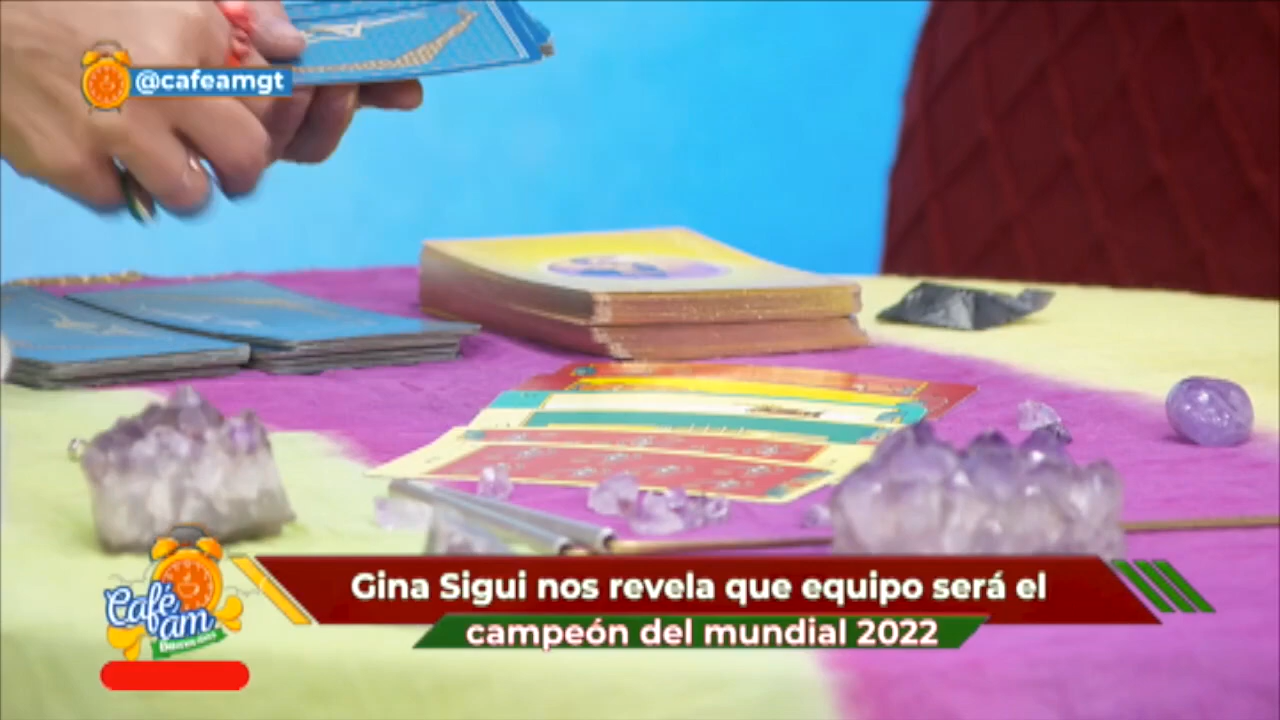 @cafeamgt
Gina Sigui nos revela que equipo será el
campeón del mundial 2022
Café
am